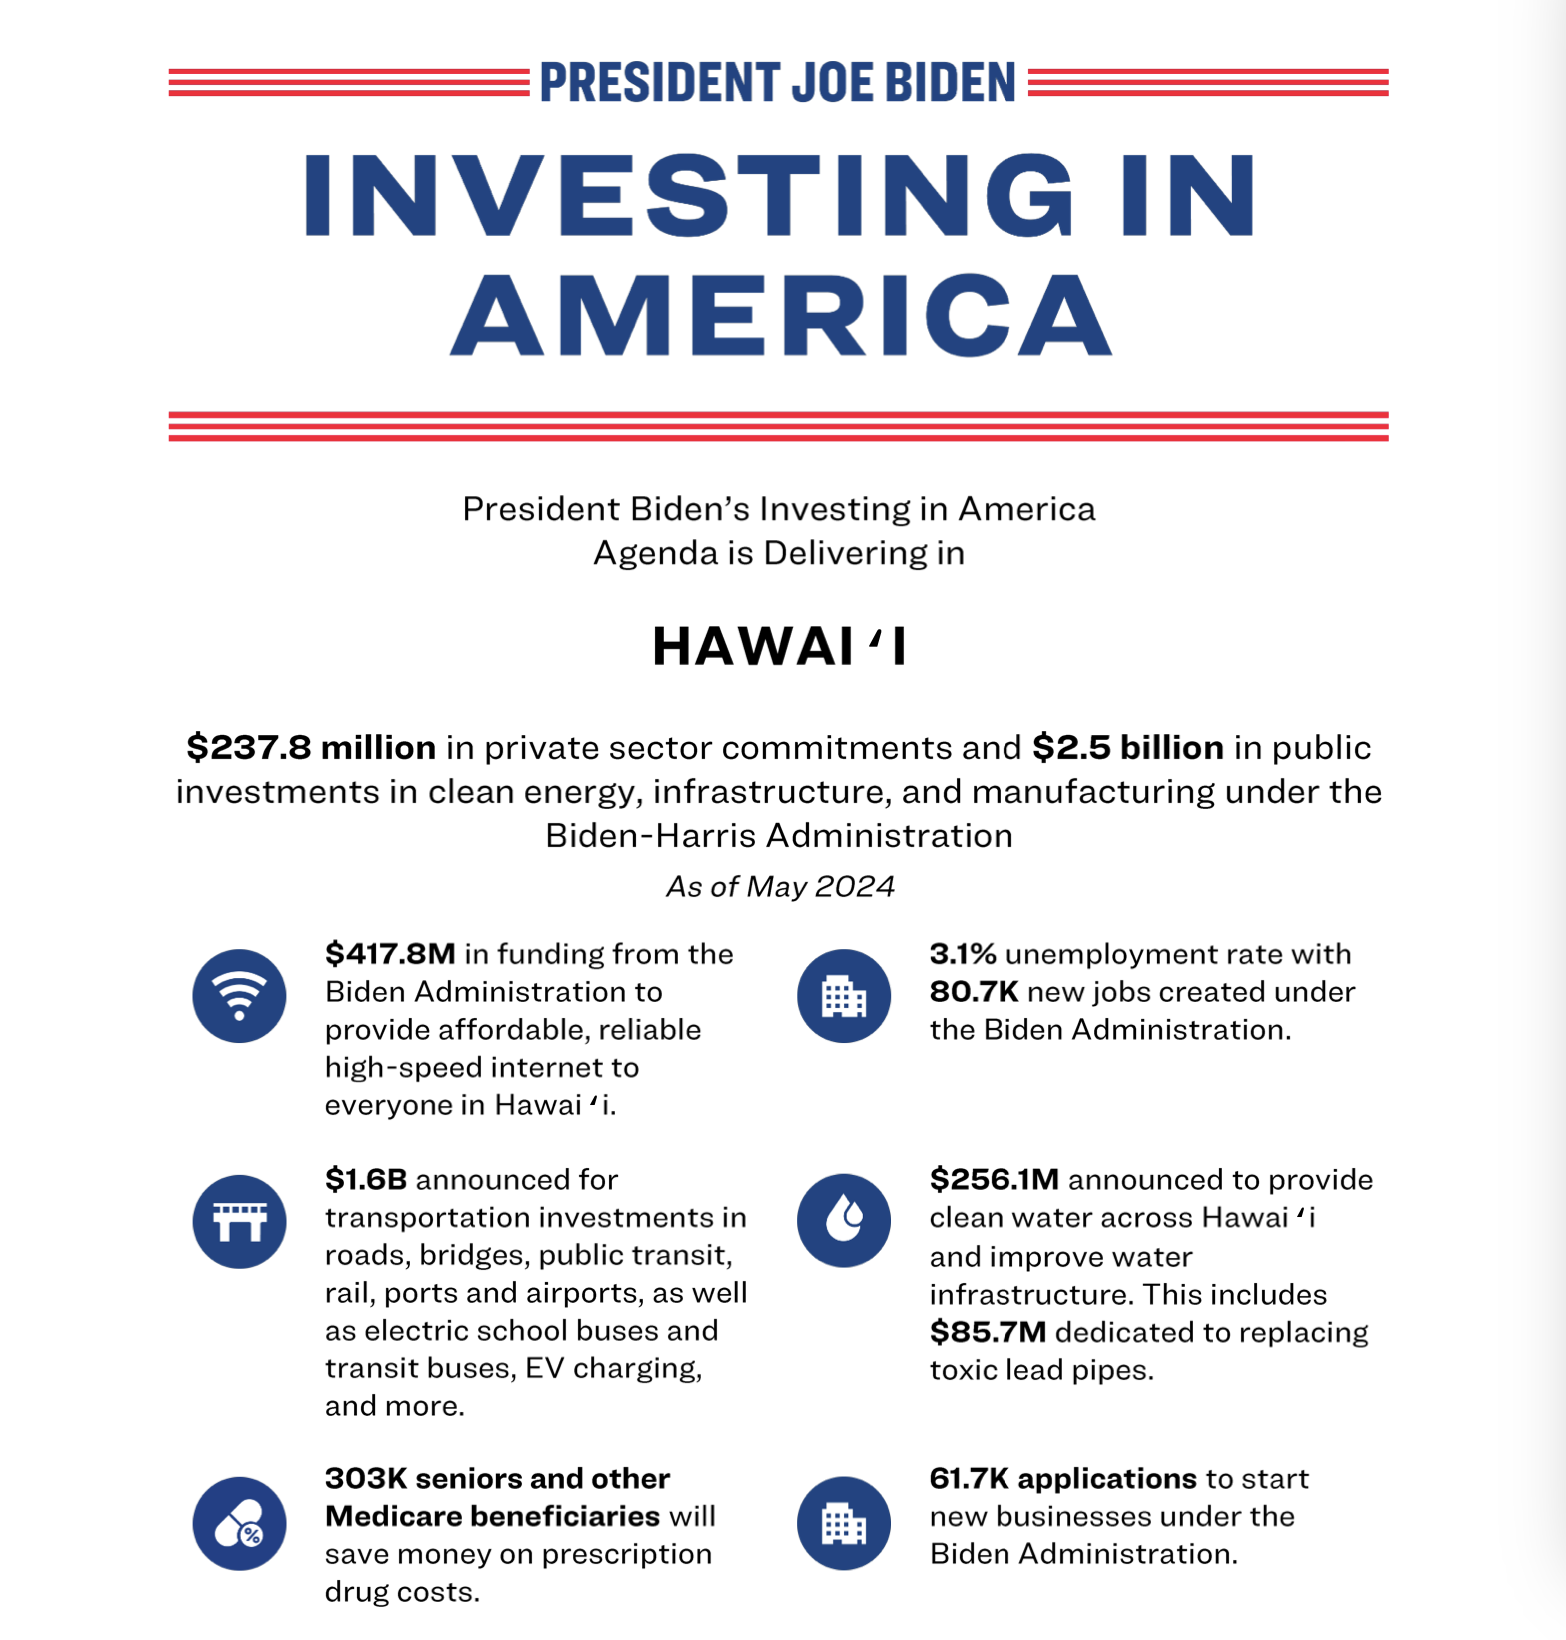 PRESIDENT JOE BIDEN
INVESTING IN
AMERICA
President Biden’s Investing in America
Agenda is Delivering in
HAWAIʻI
$237.8 million in private sector commitments and $2.5 billion in public
investments in clean energy, infrastructure, and manufacturing under the
Biden-Harris Administration
As of May 2024
$417.8M in funding from the
Biden Administration to
provide affordable, reliable
high-speed internet to
everyone in Hawaiʻi.
3.1% unemployment rate with
80.7K new jobs created under
the Biden Administration.
$1.6B announced for
transportation investments in
roads, bridges, public transit,
rail, ports and airports, as well
as electric school buses and
transit buses, EV charging,
and more.
$256.1M announced to provide
clean water across Hawaiʻi
and improve water
infrastructure. This includes
$85.7M dedicated to replacing
toxic lead pipes.
303K seniors and other
Medicare beneficiaries will
save money on prescription
drug costs.
61.7K applications to start
new businesses under the
Biden Administration.